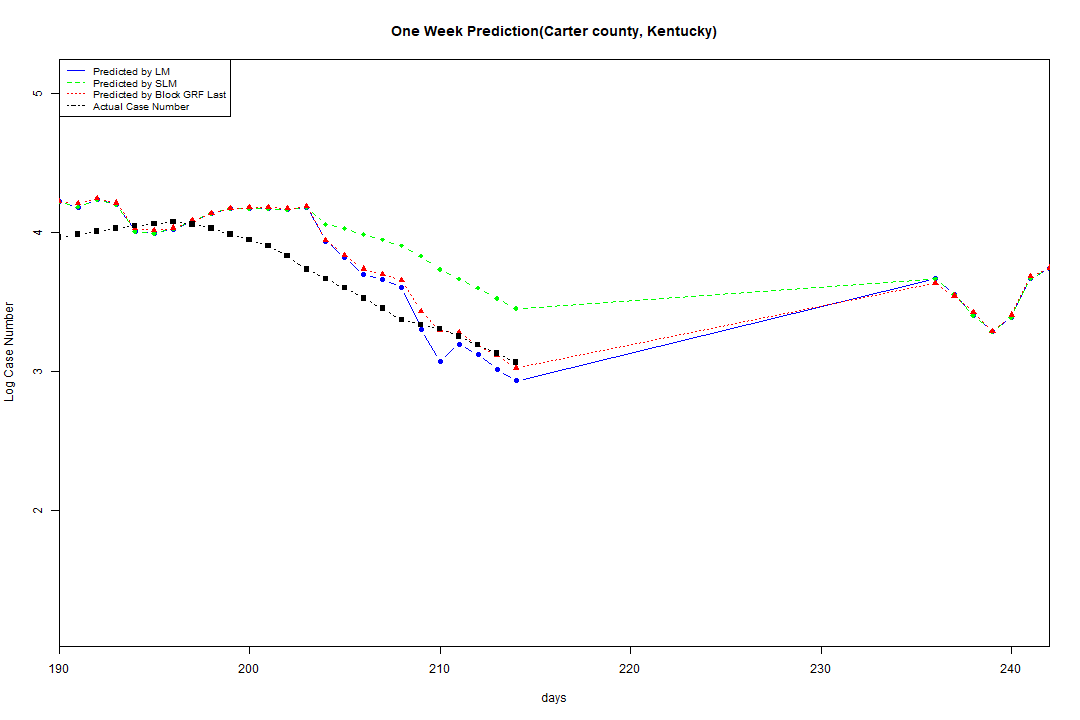 One Week Prediction(Carter county, Kentucky)
Predicted by LM
Predicted by SLM
Predicted by Block GRF Last
Actual Case Number
5
4
3
2
Log Case Number
190 200 210 220 230 240
days